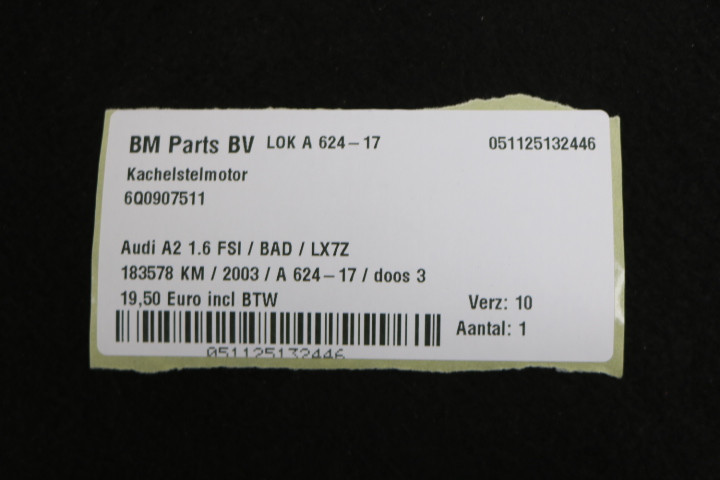 BM Parts BV LOK A 624-17 051125132446
Kachelstelmotor
6Q0907511
Audi A2 1.6 FSI / BAD / LX7Z
183578 KM / 2003 / A 624-17 / doos 3
19,50 Euro incl BTW Verz: 10
Aantal: 1
051125132446